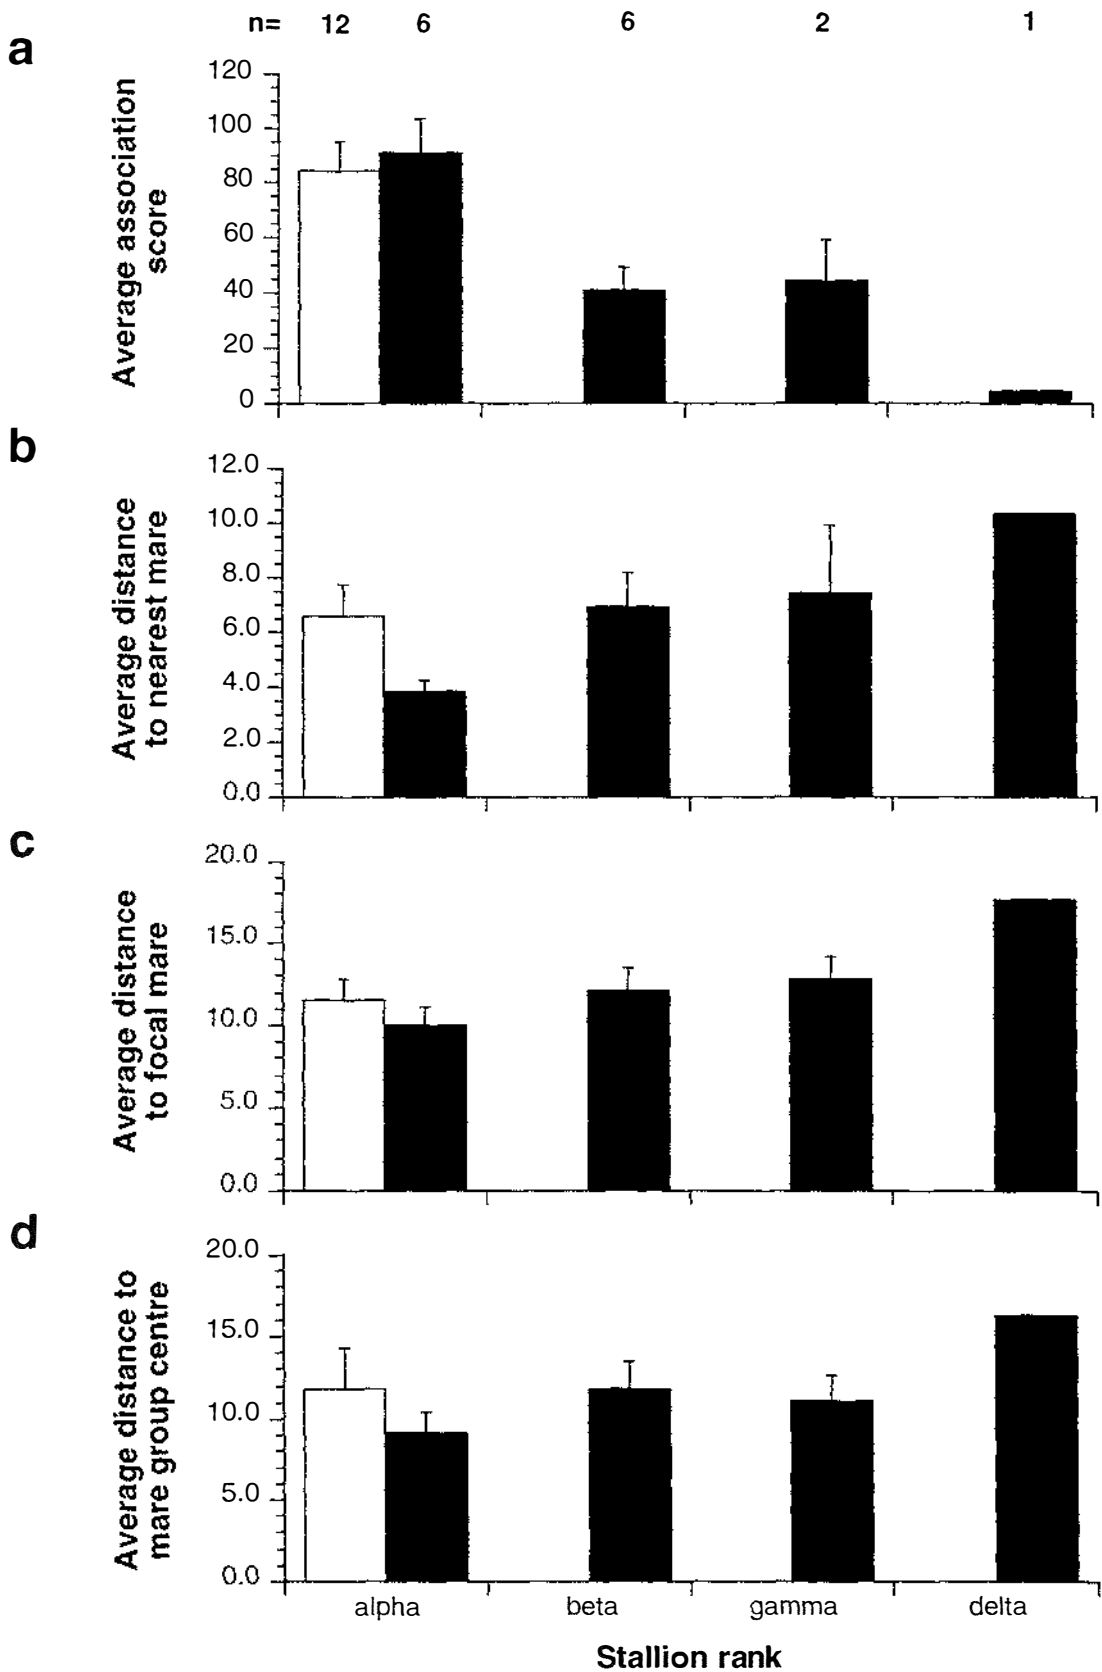 n= 12 6 6 2 1
a
120
100
80
60
40
20
0
Average association
score
b
12.0
10.0
8.0
6.0
4.0
2.0
0.0
Average distance
to nearest mare
c
20.0
15.0
10.0
5.0
0.0
Average distance
to focal mare
d
20.0
15.0
10.0
5.0
0.0
Average distance to
mare group centre
alpha beta gamma delta
Stallion rank